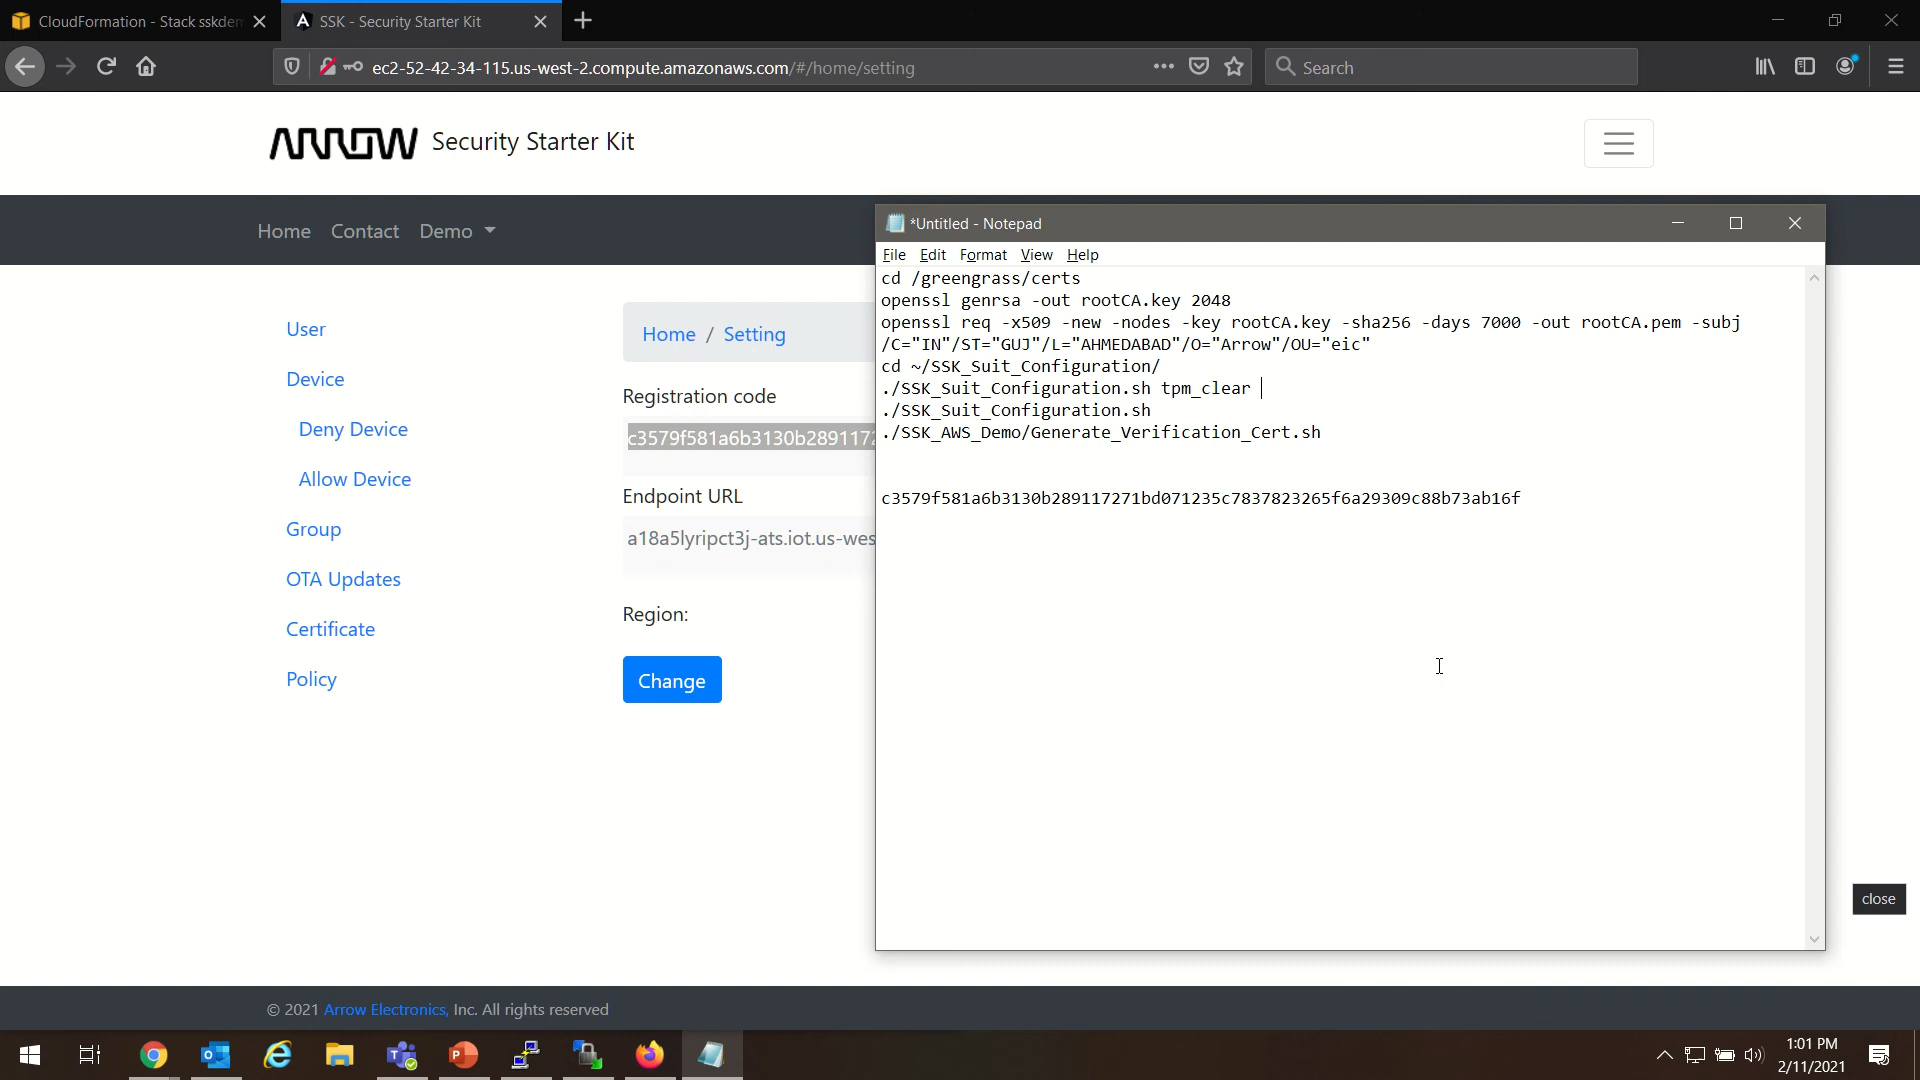 CloudFormation - Stack sskdem
SSK - Security Starter Kit
ec2-52-42-34-115.us-west-2.compute.amazonaws.com/#/home/setting
Search
ARROW Security Starter Kit
Home Contact Demo
User
Device
Deny Device
Allow Device
Group
OTA Updates
Certificate
Policy
Home / Setting
Registration code
c3579f581a6b3130b28911727
Endpoint URL
a18a5lyripct3j-ats.iot.us-wes
Region:
Change
*Untitled - Notepad
File Edit Format View Help
cd /greengrass/certs
openssl genrsa -out rootCA.key 2048
openssl req -x509 -new -nodes -key rootCA.key -sha256 -days 7000 -out rootCA.pem -subj
/C="IN"/ST="GUJ"/L="AHMEDABAD"/O="Arrow"/OU="eic"
cd ~/SSK_Suit_Configuration/
./SSK_Suit_Configuration.sh tpm_clear
./SSK_Suit_Configuration.sh
./SSK_AWS_Demo/Generate_Verification_Cert.sh
c3579f581a6b3130b289117271bd071235c7837823265f6a29309c88b73ab16f
close
© 2021 Arrow Electronics, Inc. All rights reserved
1:01 PM
2/11/2021